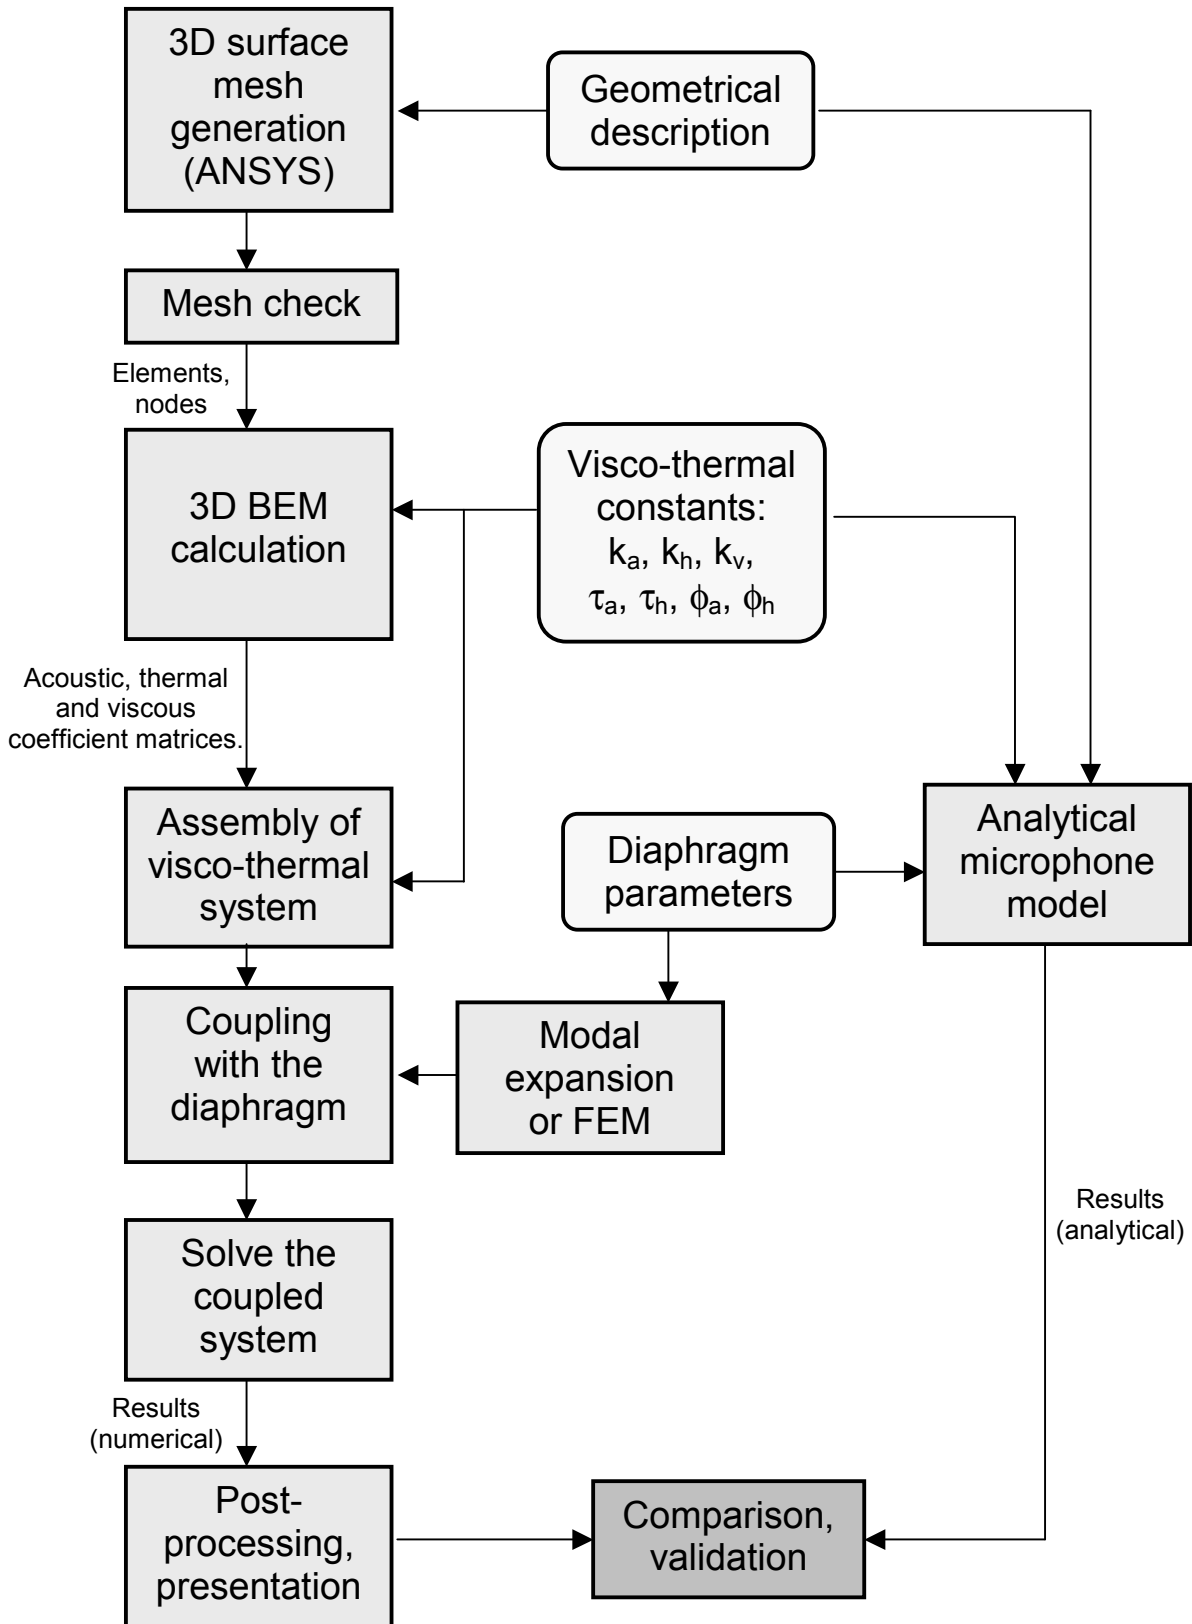 3D surface
mesh
generation
(ANSYS)
Geometrical
description
Mesh check
Elements,
nodes
3D BEM
calculation
Visco-thermal
constants:
kₐ, kₕ, kᵥ,
τₐ, τₕ, ϕₐ, ϕₕ
Acoustic, thermal
and viscous
coefficient matrices.
Assembly of
visco-thermal
system
Diaphragm
parameters
Analytical
microphone
model
Coupling
with the
diaphragm
Modal
expansion
or FEM
Results
(analytical)
Solve the
coupled
system
Results
(numerical)
Post-
processing,
presentation
Comparison,
validation